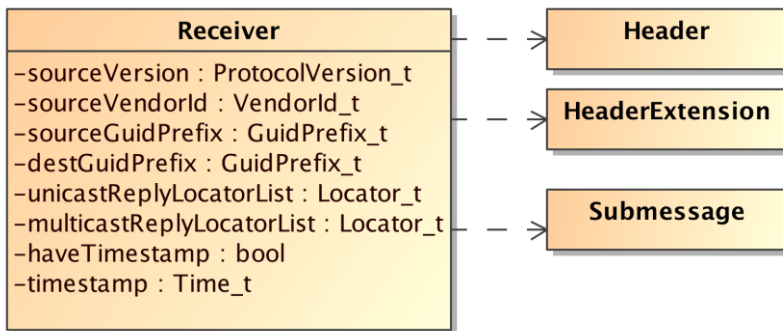 Receiver
-sourceVersion : ProtocolVersion_t
-sourceVendorId : VendorId_t
-sourceGuidPrefix : GuidPrefix_t
-destGuidPrefix : GuidPrefix_t
-unicastReplyLocatorList : Locator_t
-multicastReplyLocatorList : Locator_t
-haveTimestamp : bool
-timestamp : Time_t
Header
HeaderExtension
Submessage